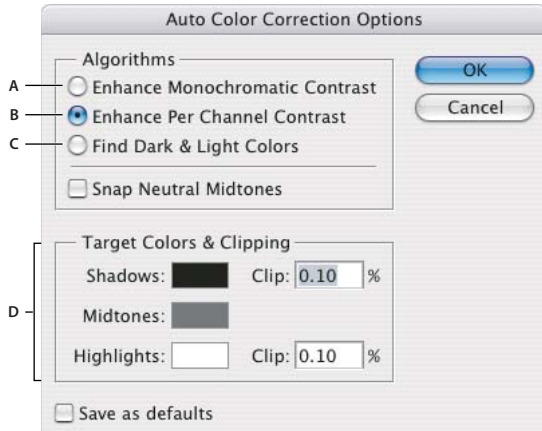 Auto Color Correction Options
Algorithms
A
Enhance Monochromatic Contrast
B
Enhance Per Channel Contrast
C
Find Dark & Light Colors
Snap Neutral Midtones
OK
Cancel
D
Target Colors & Clipping
Shadows: Clip: 0.10 %
Midtones:
Highlights: Clip: 0.10 %
Save as defaults